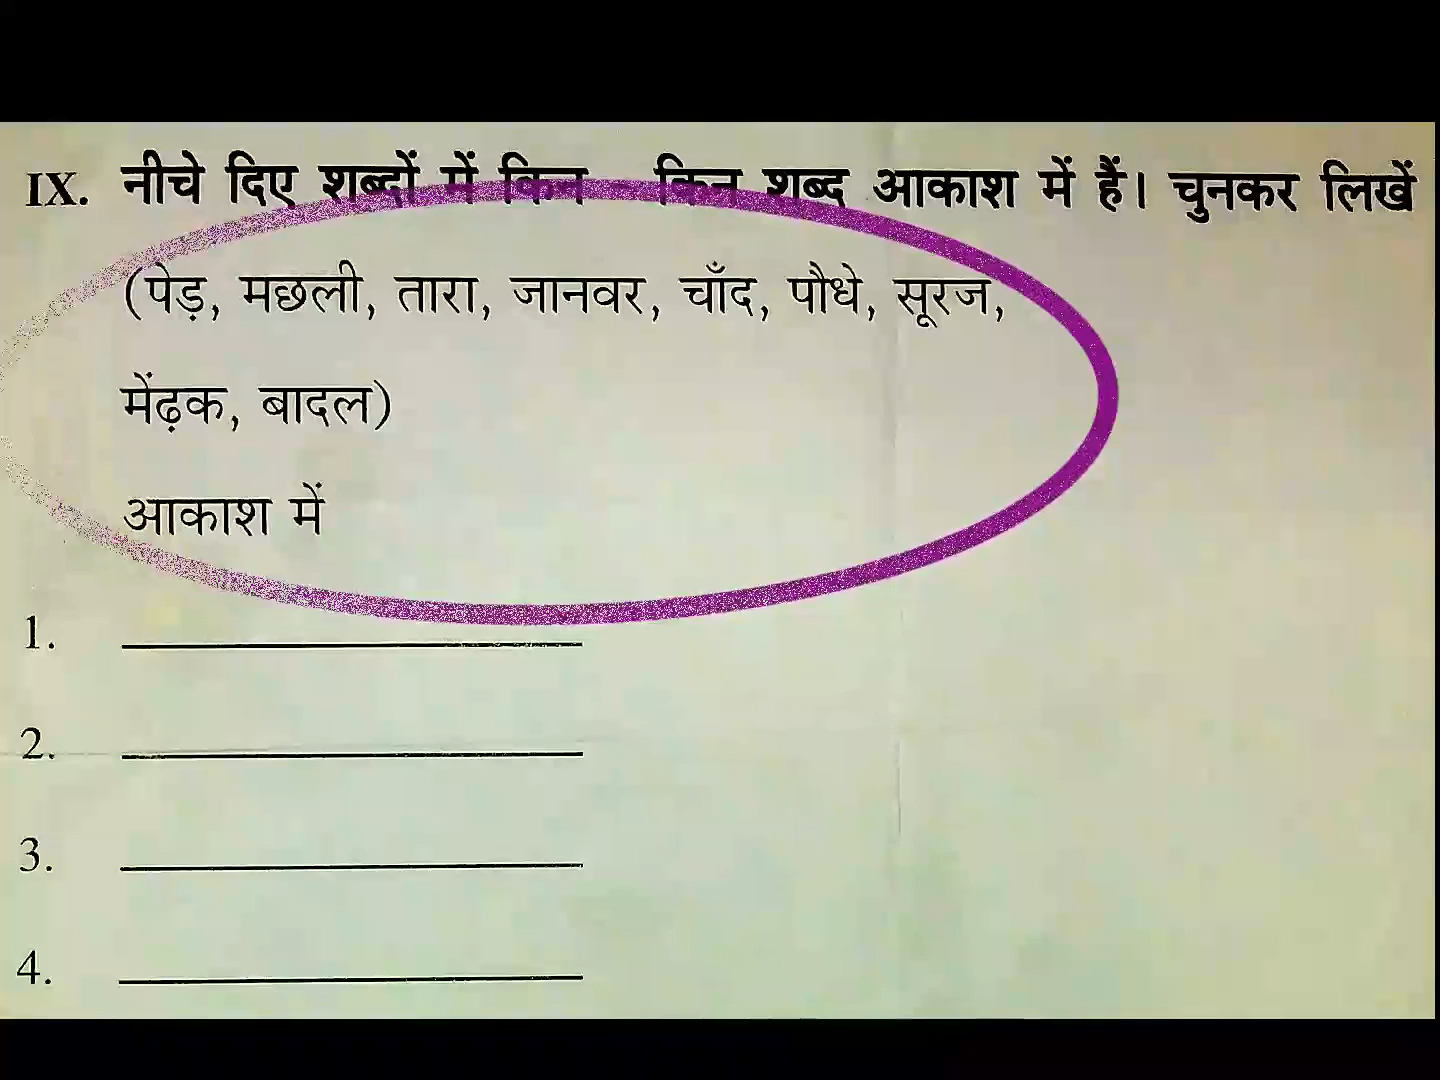 IX. नीचे दिए शब्दों में किन - किन शब्द आकाश में हैं। चुनकर लिखें
(पेड़, मछली, तारा, जानवर, चाँद, पौधे, सूरज,
मेंढ़क, बादल)
आकाश में
1.
2.
3.
4.